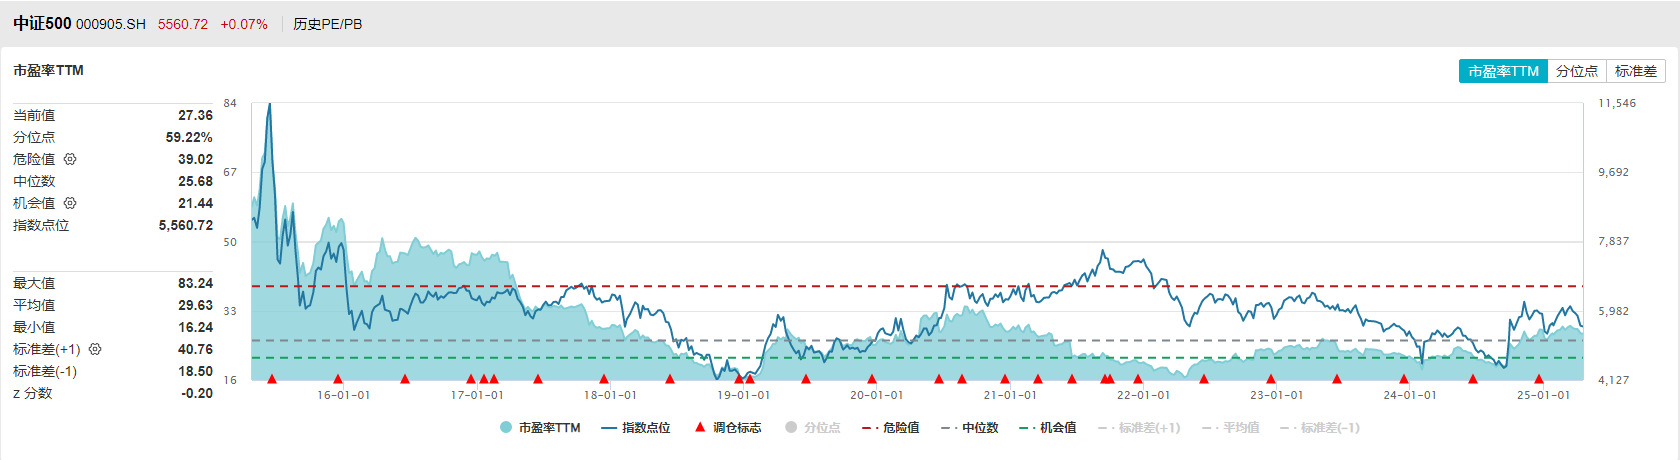 中证500 000905.SH 5560.72 +0.07% 历史PE/PB
市盈率TTM
市盈率TTM 分位点 标准差
当前值 27.36
分位点 59.22%
危险值 39.02
中位数 25.68
机会值 21.44
指数点位 5,560.72
最大值 83.24
平均值 29.63
最小值 16.24
标准差(+1) 40.76
标准差(-1) 18.50
z 分数 -0.20
84 11,546
67 9,692
50 7,837
33 5,982
16 4,127
16-01-01 17-01-01 18-01-01 19-01-01 20-01-01 21-01-01 22-01-01 23-01-01 24-01-01 25-01-01
市盈率TTM 指数点位 调仓标志 分位点 危险值 中位数 机会值 标准差(+1) 平均值 标准差(-1)